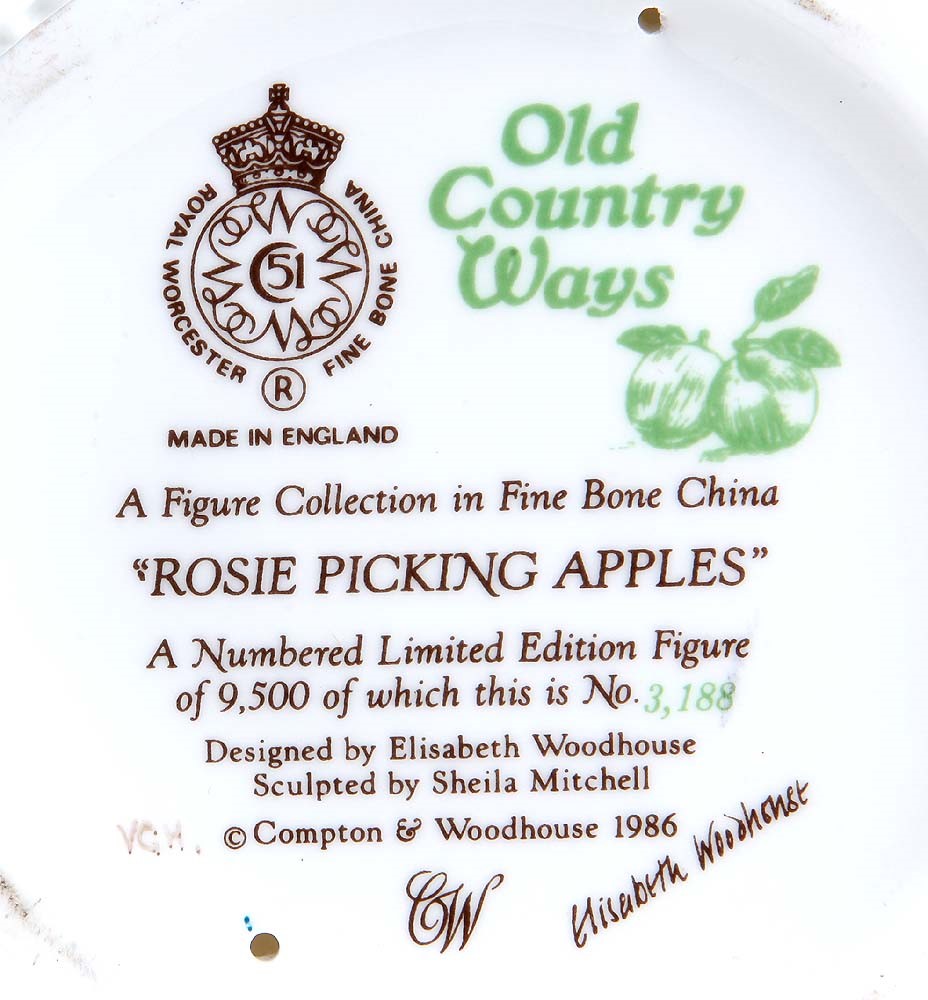 ROYAL WORCESTER FINE BONE CHINA
C51
®
MADE IN ENGLAND
Old
Country
Ways
A Figure Collection in Fine Bone China
"ROSIE PICKING APPLES"
A Numbered Limited Edition Figure
of 9,500 of which this is No. 3,188
Designed by Elisabeth Woodhouse
Sculpted by Sheila Mitchell
© Compton & Woodhouse 1986
CW
Elisabeth Woodhouse